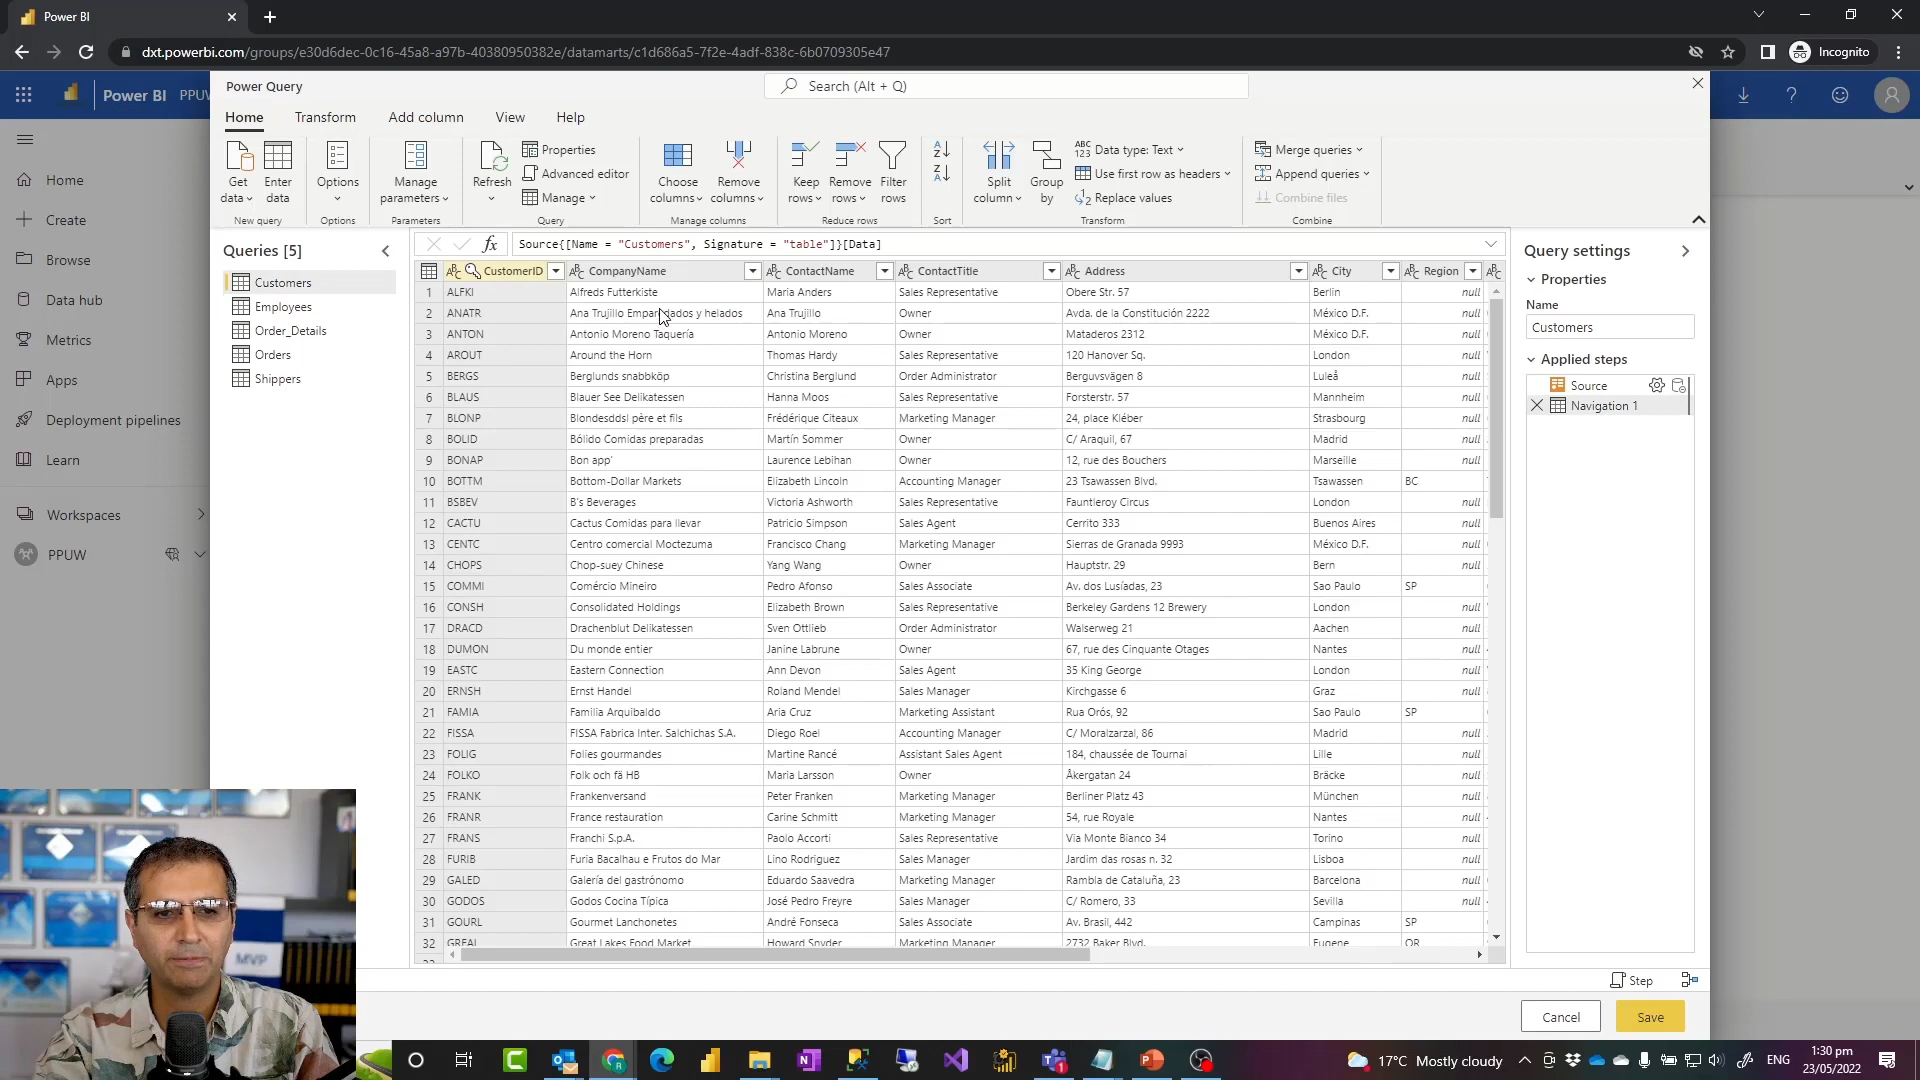 Power BI
dxt.powerbi.com/groups/e30d6dec-0c16-45a8-a97b-40380950382e/datamarts/c1d686a5-7f2e-4adf-838c-6b0709305e47
Incognito
Power BI PPUW
Home
Create
Browse
Data hub
Metrics
Apps
Deployment pipelines
Learn
Workspaces
PPUW
Power Query
Search (Alt + Q)
Home Transform Add column View Help
Get data
Enter data
New query
Options
Options
Manage parameters
Parameters
Refresh
Properties
Advanced editor
Manage
Query
Choose columns
Remove columns
Manage columns
Keep rows
Remove rows
Filter rows
Reduce rows
Sort
Split column
Group by
Data type: Text
Use first row as headers
Replace values
Transform
Merge queries
Append queries
Combine files
Combine
Queries [5]
Customers
Employees
Order_Details
Orders
Shippers
Source{[Name = "Customers", Signature = "table"]}[Data]
CustomerID CompanyName ContactName ContactTitle Address City Region
1 ALFKI Alfreds Futterkiste Maria Anders Sales Representative Obere Str. 57 Berlin null
2 ANATR Ana Trujillo Emparedados y helados Ana Trujillo Owner Avda. de la Constitución 2222 México D.F. null
3 ANTON Antonio Moreno Taquería Antonio Moreno Owner Mataderos 2312 México D.F. null
4 AROUT Around the Horn Thomas Hardy Sales Representative 120 Hanover Sq. London null
5 BERGS Berglunds snabbköp Christina Berglund Order Administrator Berguvsvägen 8 Luleå null
6 BLAUS Blauer See Delikatessen Hanna Moos Sales Representative Forsterstr. 57 Mannheim null
7 BLONP Blondesddsl père et fils Frédérique Citeaux Marketing Manager 24, place Kléber Strasbourg null
8 BOLID Bólido Comidas preparadas Martín Sommer Owner C/ Araquil, 67 Madrid null
9 BONAP Bon app' Laurence Lebihan Owner 12, rue des Bouchers Marseille null
10 BOTTM Bottom-Dollar Markets Elizabeth Lincoln Accounting Manager 23 Tsawassen Blvd. Tsawassen BC
11 BSBEV B's Beverages Victoria Ashworth Sales Representative Fauntleroy Circus London null
12 CACTU Cactus Comidas para llevar Patricio Simpson Sales Agent Cerrito 333 Buenos Aires null
13 CENTC Centro comercial Moctezuma Francisco Chang Marketing Manager Sierras de Granada 9993 México D.F. null
14 CHOPS Chop-suey Chinese Yang Wang Owner Hauptstr. 29 Bern null
15 COMMI Comércio Mineiro Pedro Afonso Sales Associate Av. dos Lusíadas, 23 Sao Paulo SP
16 CONSH Consolidated Holdings Elizabeth Brown Sales Representative Berkeley Gardens 12 Brewery London null
17 DRACD Drachenblut Delikatessen Sven Ottlieb Order Administrator Walserweg 21 Aachen null
18 DUMON Du monde entier Janine Labrune Owner 67, rue des Cinquante Otages Nantes null
19 EASTC Eastern Connection Ann Devon Sales Agent 35 King George London null
20 ERNSH Ernst Handel Roland Mendel Sales Manager Kirchgasse 6 Graz null
21 FAMIA Familia Arquibaldo Aria Cruz Marketing Assistant Rua Orós, 92 Sao Paulo SP
22 FISSA FISSA Fabrica Inter. Salchichas S.A. Diego Roel Accounting Manager C/ Moralzarzal, 86 Madrid null
23 FOLIG Folies gourmandes Martine Rancé Assistant Sales Agent 184, chaussée de Tournai Lille null
24 FOLKO Folk och fä HB Maria Larsson Owner Åkergatan 24 Bräcke null
25 FRANK Frankenversand Peter Franken Marketing Manager Berliner Platz 43 München null
26 FRANR France restauration Carine Schmitt Marketing Manager 54, rue Royale Nantes null
27 FRANS Franchi S.p.A. Paolo Accorti Sales Representative Via Monte Bianco 34 Torino null
28 FURIB Furia Bacalhau e Frutos do Mar Lino Rodriguez Sales Manager Jardim das rosas n. 32 Lisboa null
29 GALED Galería del gastrónomo Eduardo Saavedra Marketing Manager Rambla de Cataluña, 23 Barcelona null
30 GODOS Godos Cocina Típica José Pedro Freyre Sales Manager C/ Romero, 33 Sevilla null
31 GOURL Gourmet Lanchonetes André Fonseca Sales Associate Av. Brasil, 442 Campinas SP
32 GREAL Great Lakes Food Market Howard Snyder Marketing Manager 2732 Baker Blvd. Eugene OR
Query settings
Properties
Name
Customers
Applied steps
Source
Navigation 1
Step
Cancel Save
MVP
17°C Mostly cloudy
ENG
1:30 pm
23/05/2022